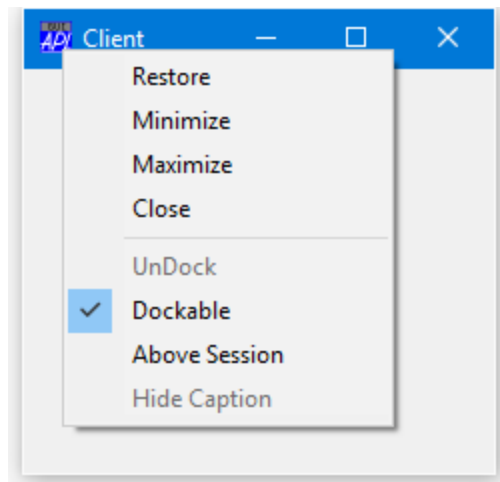 Client
Restore
Minimize
Maximize
Close
UnDock
Dockable
Above Session
Hide Caption